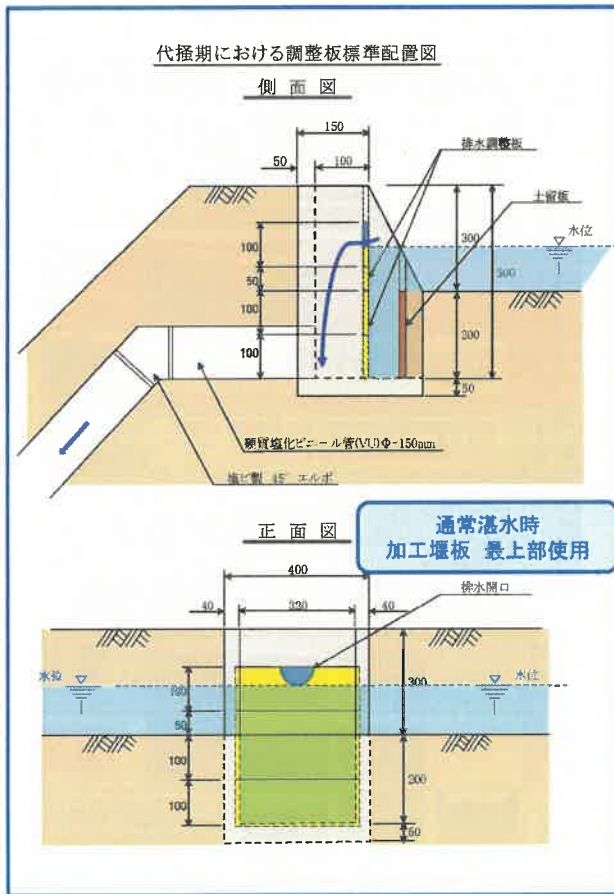 代掻期における調整板標準配置図
側面図
150
50
100
排水調整板
土留板
水位
100
50
100
100
300
500
200
50
硬質塩化ビニール管(VU)Φ-150mm
塩ビ製 45° エルボ
正面図
通常湛水時
加工堰板 最上部使用
400
40
320
40
排水開口
水位
水位
100
50
100
100
300
200
50